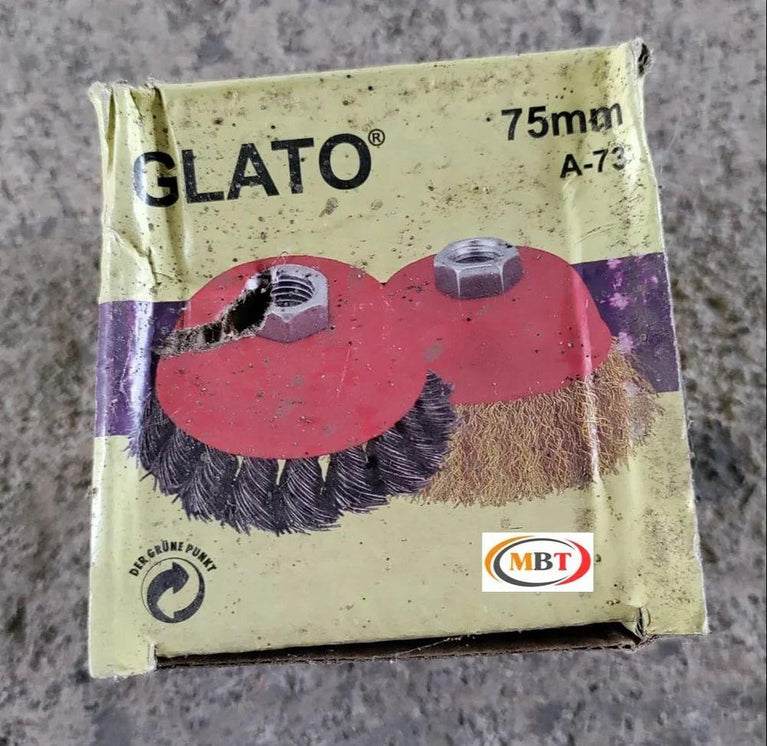 GLATO®
75mm
A-73
DER GRÜNE PUNKT
MBT